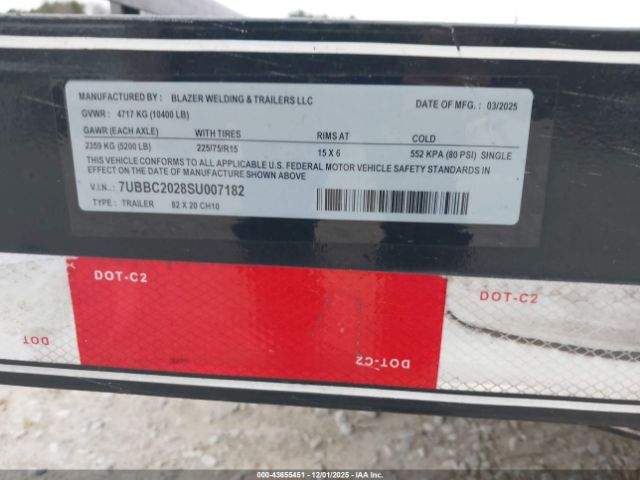 MANUFACTURED BY : BLAZER WELDING & TRAILERS LLC DATE OF MFG. : 03/2025
GVWR : 4717 KG (10400 LB)
GAWR (EACH AXLE) WITH TIRES RIMS AT COLD
2359 KG (5200 LB) 225/75/R15 15 X 6 552 KPA (80 PSI) SINGLE
THIS VEHICLE CONFORMS TO ALL APPLICABLE U.S. FEDERAL MOTOR VEHICLE SAFETY STANDARDS IN
EFFECT ON THE DATE OF MANUFACTURE SHOWN ABOVE
V.I.N. : 7UBBC2028SU007182
TYPE : TRAILER 82 X 20 CH10
DOT-C2
DOT-C2
DOT
DOT-C2
000-43655451 - 12/01/2025 - IAAI.COM